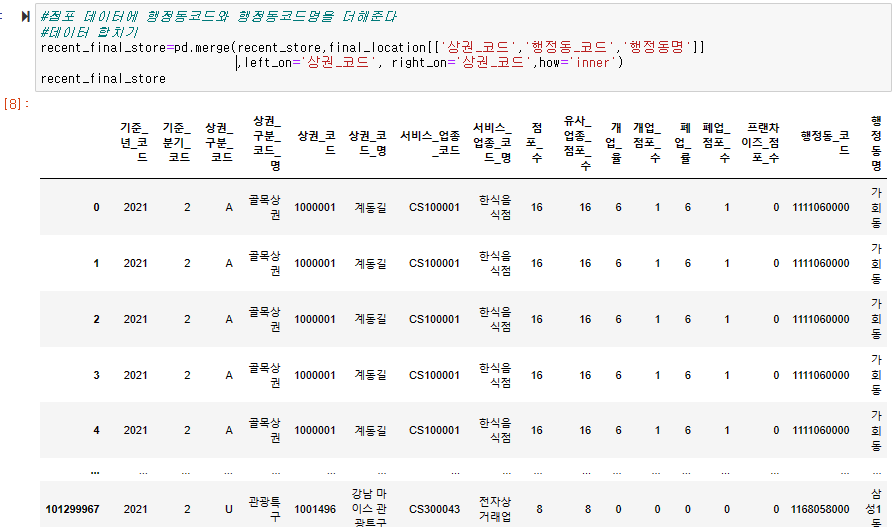 #점포 데이터에 행정동코드와 행정동코드명을 더해준다
#데이터 합치기
recent_final_store=pd.merge(recent_store,final_location[['상권_코드','행정동_코드','행정동명']]
,left_on='상권_코드', right_on='상권_코드',how='inner')
recent_final_store
[8]:
기준_년_코드 기준_분기_코드 상권_구분_코드 상권_구분_코드_명 상권_코드 상권_코드_명 서비스_업종_코드 서비스_업종_코드_명 점포_수 유사_업종_점포_수 개업_율 개업_점포_수 폐업_율 폐업_점포_수 프랜차이즈_점포_수 행정동_코드 행정동명
0 2021 2 A 골목상권 1000001 계동길 CS100001 한식음식점 16 16 6 1 6 1 0 1111060000 가회동
1 2021 2 A 골목상권 1000001 계동길 CS100001 한식음식점 16 16 6 1 6 1 0 1111060000 가회동
2 2021 2 A 골목상권 1000001 계동길 CS100001 한식음식점 16 16 6 1 6 1 0 1111060000 가회동
3 2021 2 A 골목상권 1000001 계동길 CS100001 한식음식점 16 16 6 1 6 1 0 1111060000 가회동
4 2021 2 A 골목상권 1000001 계동길 CS100001 한식음식점 16 16 6 1 6 1 0 1111060000 가회동
... ... ... ... ... ... ... ... ... ... ... ... ... ... ... ... ... ...
101299967 2021 2 U 관광특구 1001496 강남 마이스 관광특구 CS300043 전자상거래업 8 8 0 0 0 0 0 1168058000 삼성1동